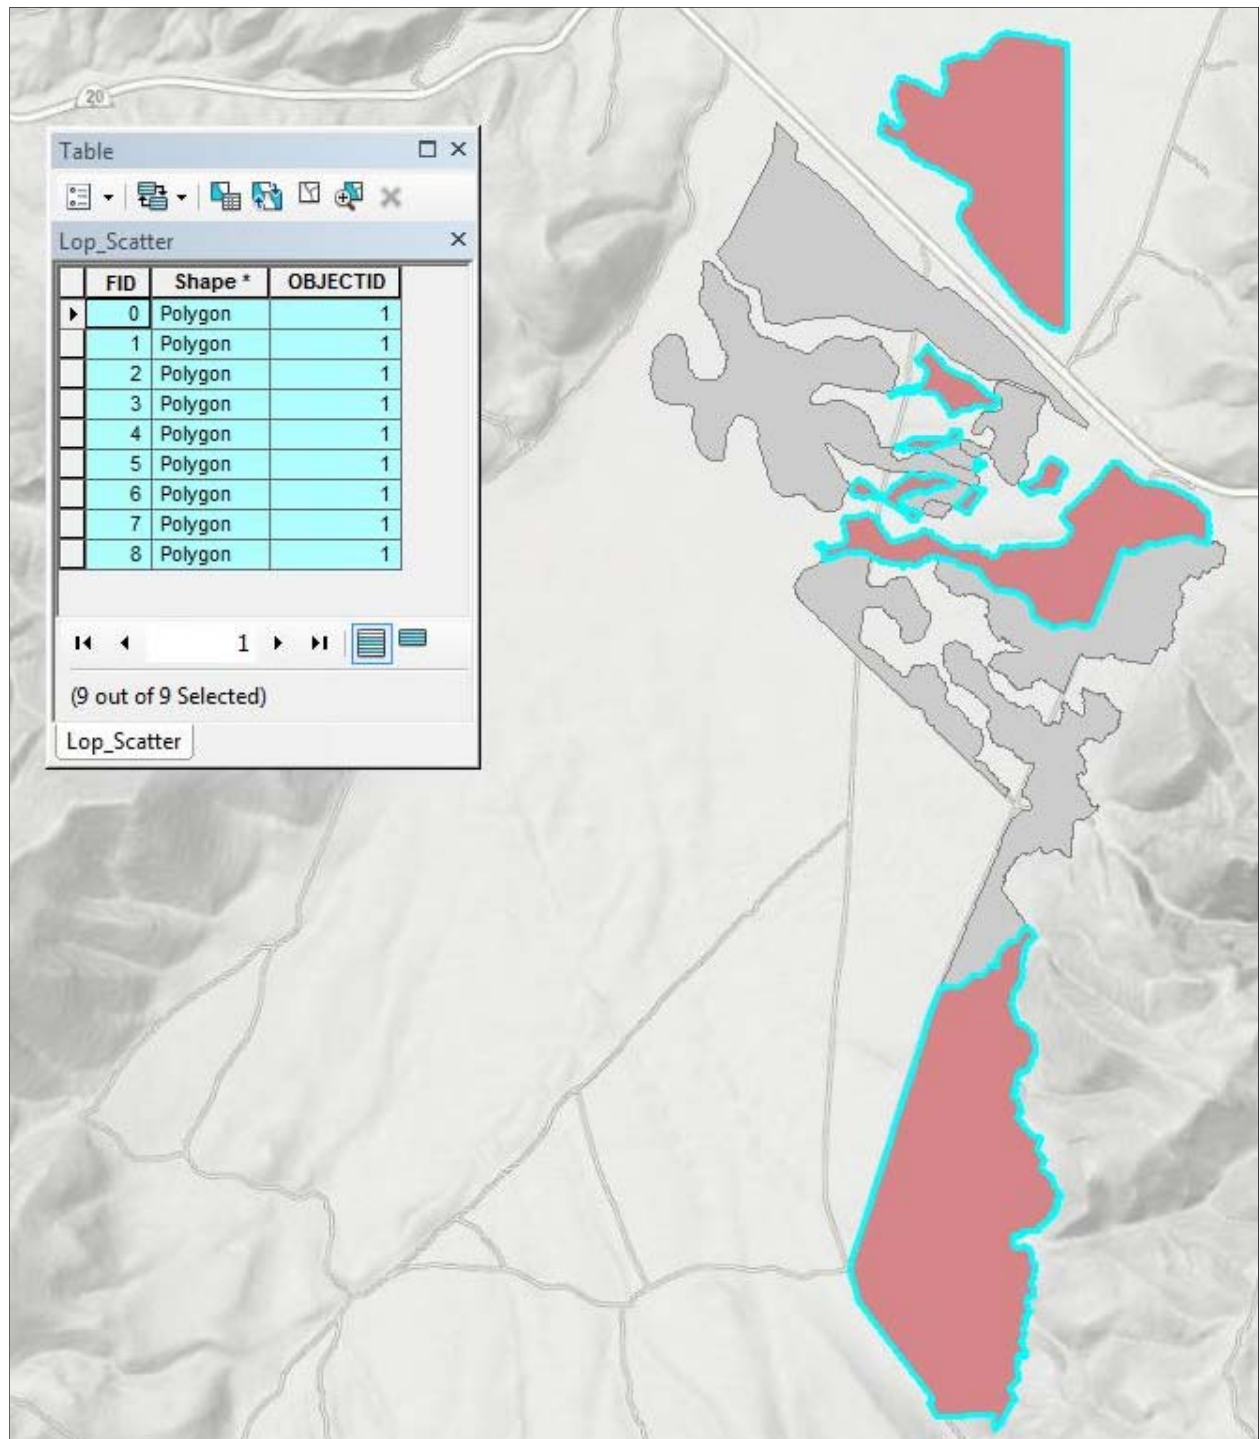 20
Table
Lop_Scatter
FID Shape * OBJECTID
0 Polygon 1
1 Polygon 1
2 Polygon 1
3 Polygon 1
4 Polygon 1
5 Polygon 1
6 Polygon 1
7 Polygon 1
8 Polygon 1
1
(9 out of 9 Selected)
Lop_Scatter